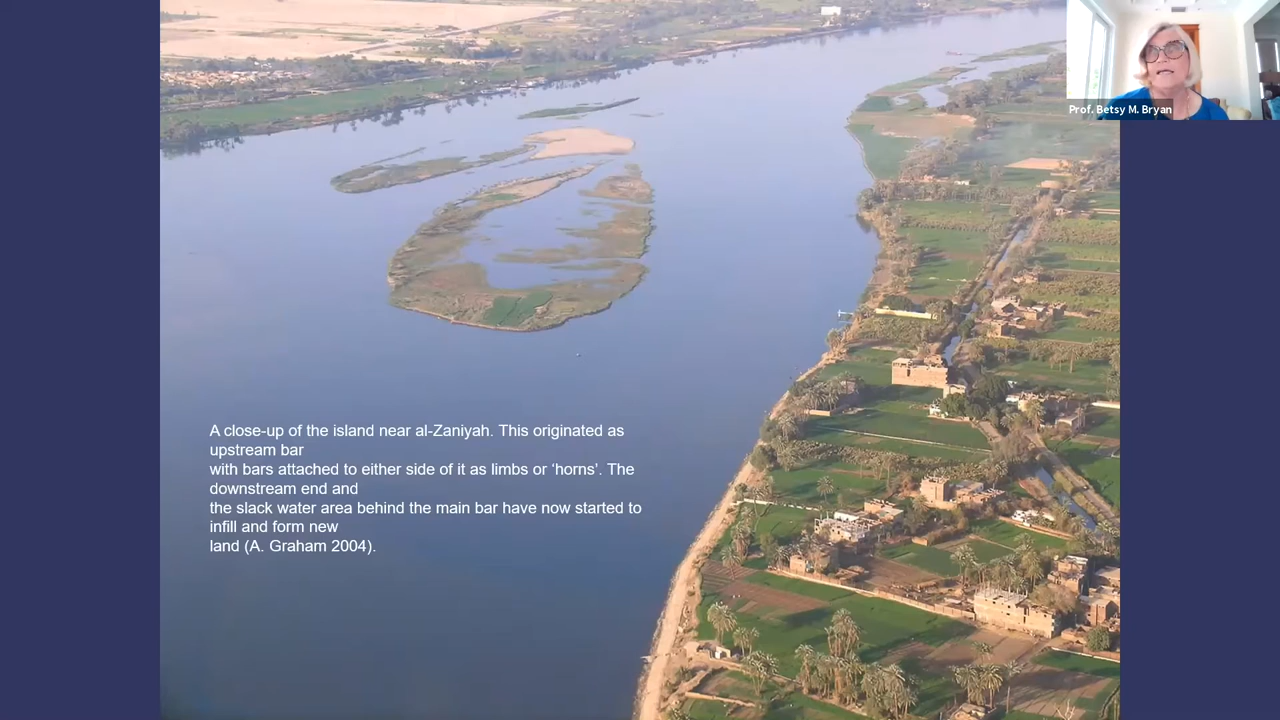 Prof. Betsy M. Bryan
A close-up of the island near al-Zaniyah. This originated as
upstream bar
with bars attached to either side of it as limbs or ‘horns’. The
downstream end and
the slack water area behind the main bar have now started to
infill and form new
land (A. Graham 2004).